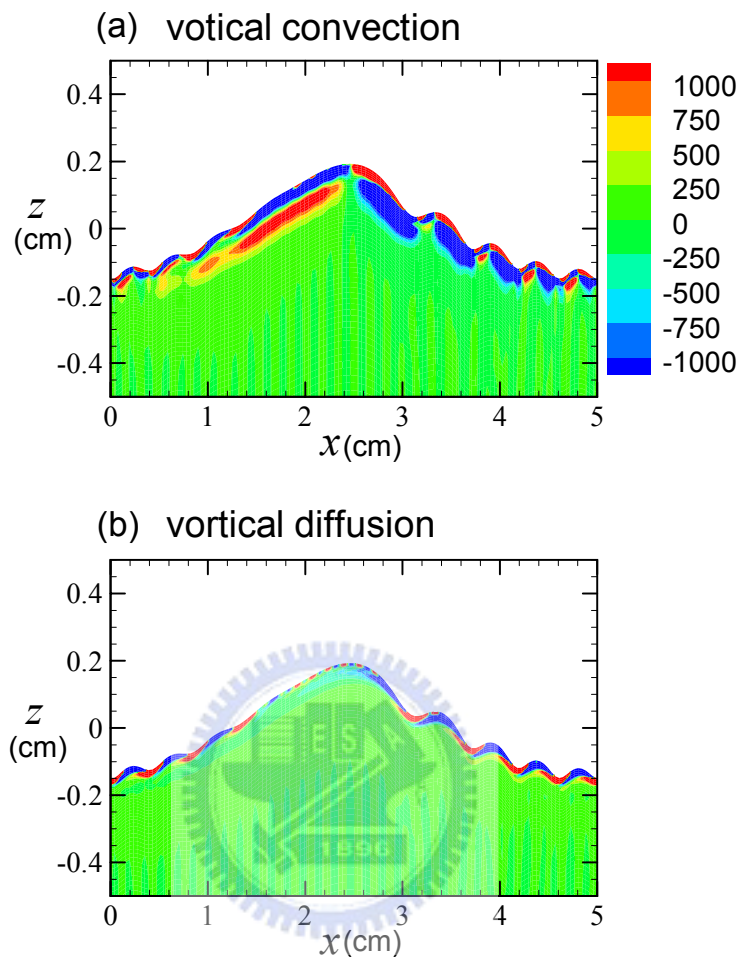 (a) votical convection
0.4
0.2
z
(cm)
0
-0.2
-0.4
0 1 2 3 4 5
x(cm)
1000
750
500
250
0
-250
-500
-750
-1000
(b) vortical diffusion
0.4
0.2
z
(cm)
0
-0.2
-0.4
E S A
1896
0 1 2 3 4 5
x(cm)